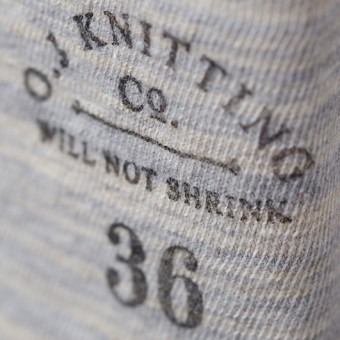 O.J KNITTING
Co.
WILL NOT SHRINK
36